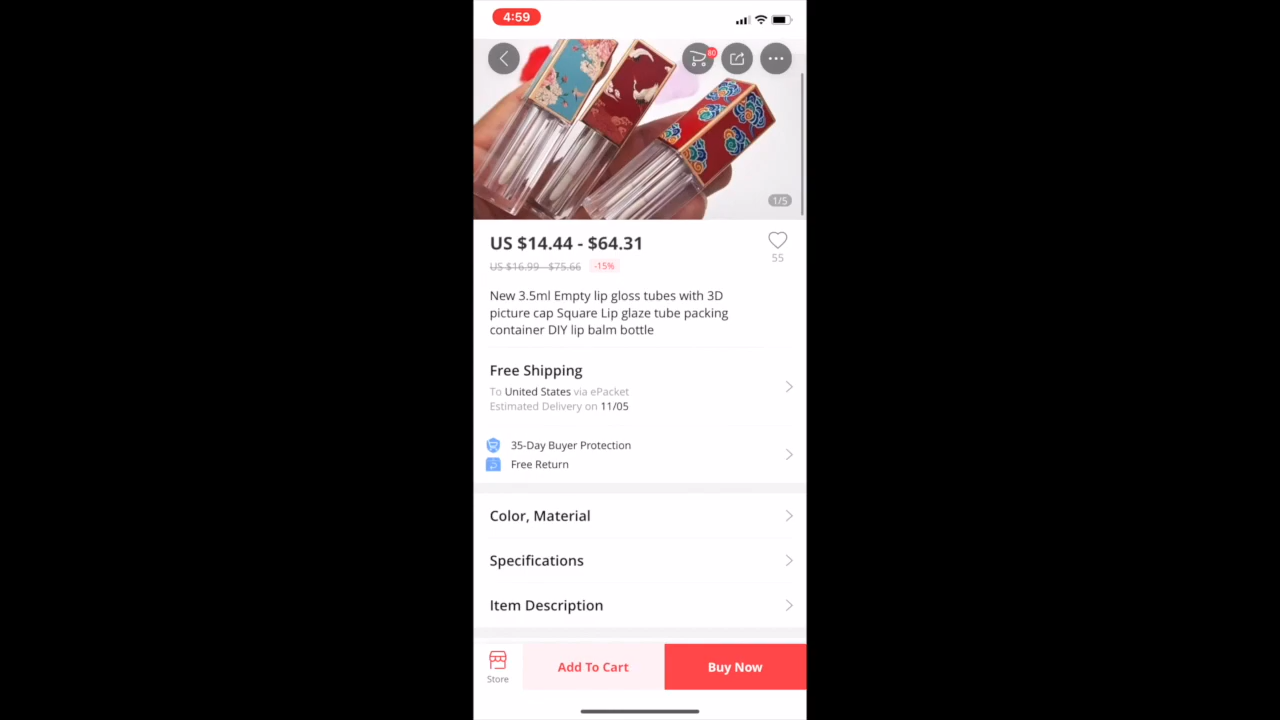 4:59
80
1/5
US $14.44 - $64.31
US $16.99 - $75.66 -15%
55
New 3.5ml Empty lip gloss tubes with 3D
picture cap Square Lip glaze tube packing
container DIY lip balm bottle
Free Shipping
To United States via ePacket
Estimated Delivery on 11/05
35-Day Buyer Protection
Free Return
Color, Material
Specifications
Item Description
Store
Add To Cart
Buy Now